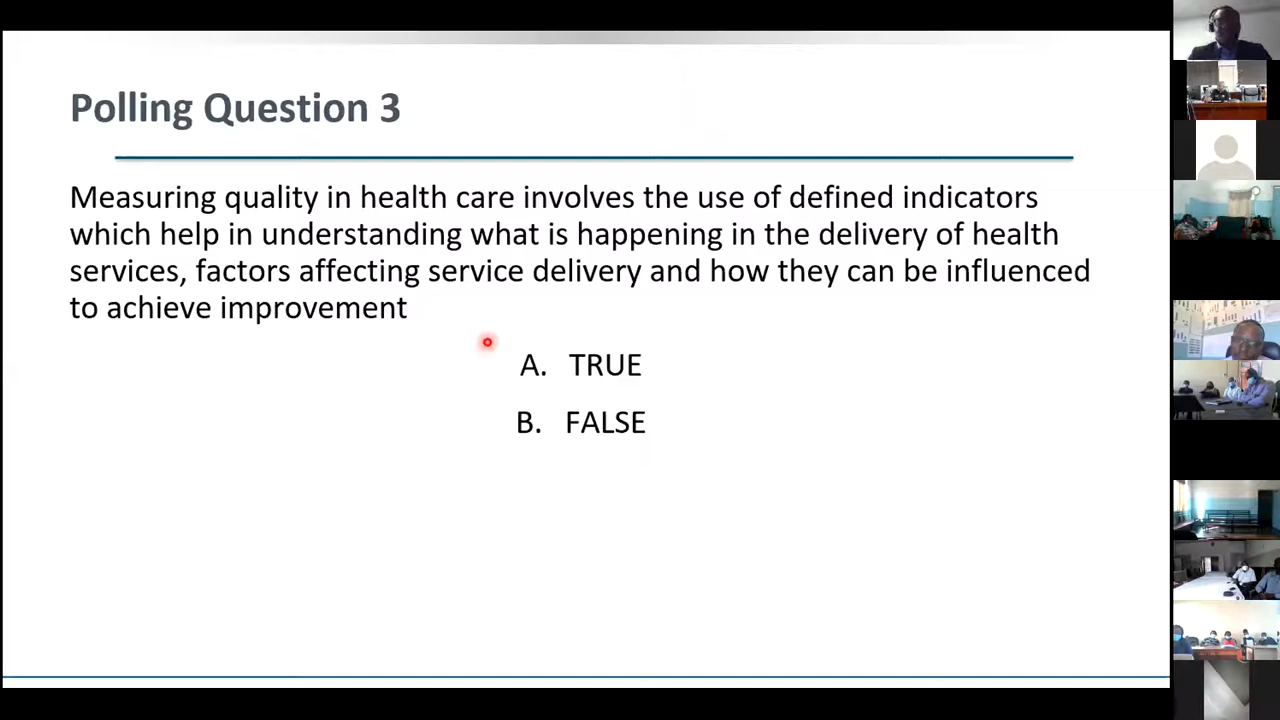 Polling Question 3
Measuring quality in health care involves the use of defined indicators
which help in understanding what is happening in the delivery of health
services, factors affecting service delivery and how they can be influenced
to achieve improvement
A. TRUE
B. FALSE